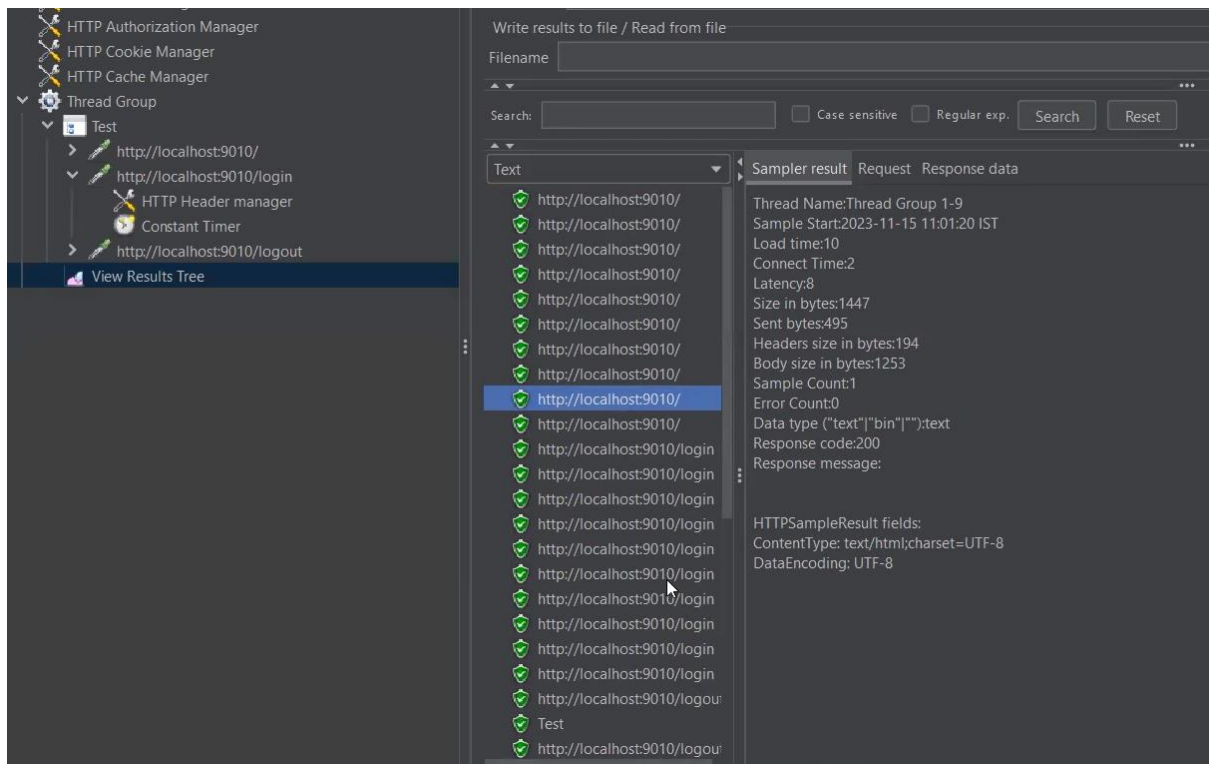 HTTP Authorization Manager
HTTP Cookie Manager
HTTP Cache Manager
Thread Group
Test
http://localhost:9010/
http://localhost:9010/login
HTTP Header manager
Constant Timer
http://localhost:9010/logout
View Results Tree
Write results to file / Read from file
Filename
Search:
Case sensitive
Regular exp.
Search
Reset
Text
http://localhost:9010/
http://localhost:9010/
http://localhost:9010/
http://localhost:9010/
http://localhost:9010/
http://localhost:9010/
http://localhost:9010/
http://localhost:9010/
http://localhost:9010/
http://localhost:9010/
http://localhost:9010/login
http://localhost:9010/login
http://localhost:9010/login
http://localhost:9010/login
http://localhost:9010/login
http://localhost:9010/login
http://localhost:9010/login
http://localhost:9010/login
http://localhost:9010/login
http://localhost:9010/login
http://localhost:9010/logou
Test
http://localhost:9010/logou
Sampler result Request Response data
Thread Name:Thread Group 1-9
Sample Start:2023-11-15 11:01:20 IST
Load time:10
Connect Time:2
Latency:8
Size in bytes:1447
Sent bytes:495
Headers size in bytes:194
Body size in bytes:1253
Sample Count:1
Error Count:0
Data type ("text"|"bin"|""):text
Response code:200
Response message:
HTTPSampleResult fields:
ContentType: text/html;charset=UTF-8
DataEncoding: UTF-8